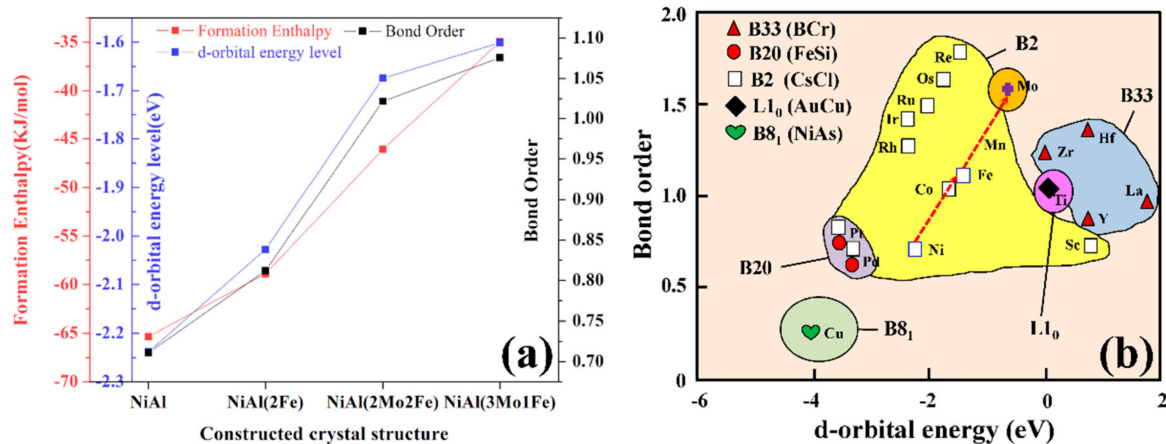 Formation Enthalpy
Bond Order
d-orbital energy level
Formation Enthalpy(KJ/mol)
-35
-40
-45
-50
-55
-60
-65
-70
d-orbital energy level(eV)
-1.6
-1.7
-1.8
-1.9
-2.0
-2.1
-2.2
-2.3
Bond Order
1.10
1.05
1.00
0.95
0.90
0.85
0.80
0.75
0.70
(a)
NiAl
NiAl(2Fe)
NiAl(2Mo2Fe)
NiAl(3Mo1Fe)
Constructed crystal structure
Bond order
2.0
1.5
1.0
0.5
0
B33 (BCr)
B20 (FeSi)
B2 (CsCl)
L1₀ (AuCu)
B8₁ (NiAs)
B2
Re
Os
Mo
Ru
B33
Ir
Mn
Hf
Rh
Zr
Fe
Co
La
Ti
Y
Pt
Ni
Sc
Pd
B20
Cu
B8₁
L1₀
(b)
-6
-4
-2
0
2
d-orbital energy (eV)